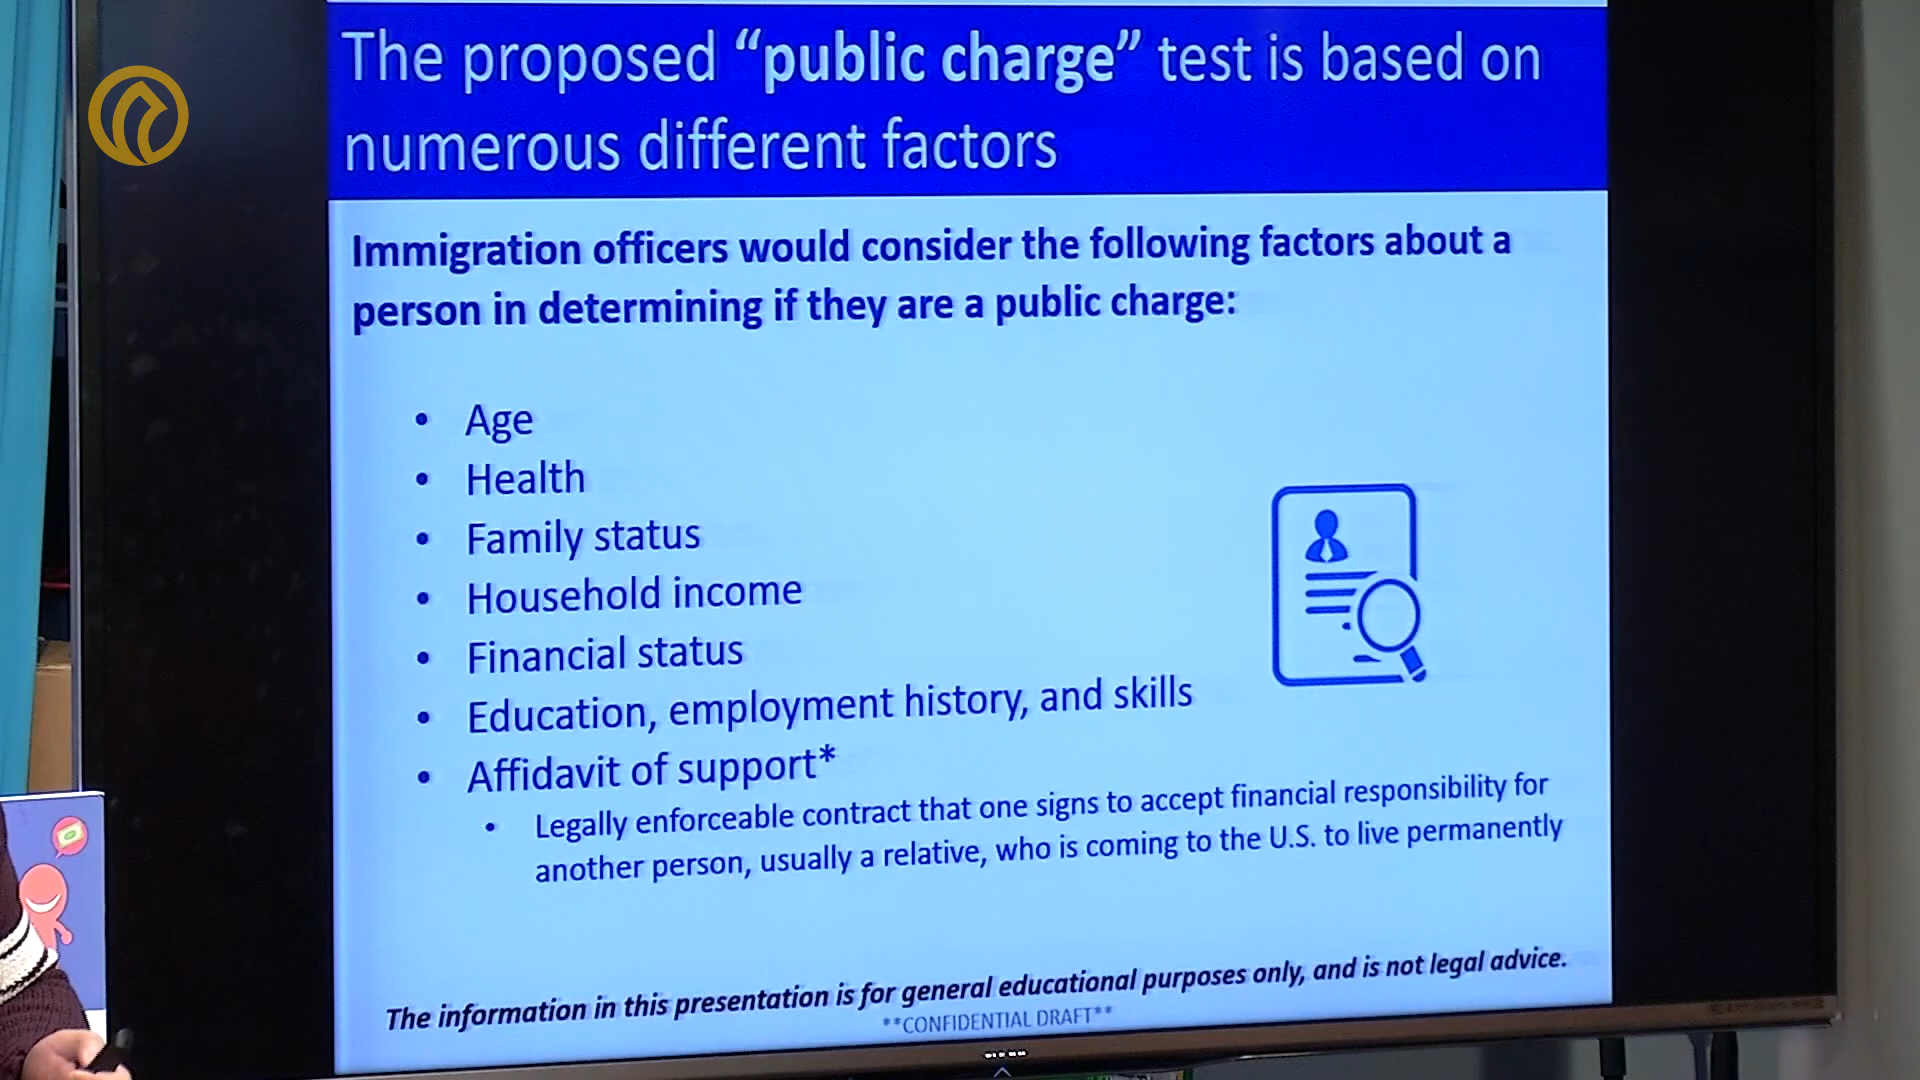 The proposed “public charge” test is based on
numerous different factors
Immigration officers would consider the following factors about a
person in determining if they are a public charge:
• Age
• Health
• Family status
• Household income
• Financial status
• Education, employment history, and skills
• Affidavit of support*
• Legally enforceable contract that one signs to accept financial responsibility for
another person, usually a relative, who is coming to the U.S. to live permanently
The information in this presentation is for general educational purposes only, and is not legal advice.
**CONFIDENTIAL DRAFT**